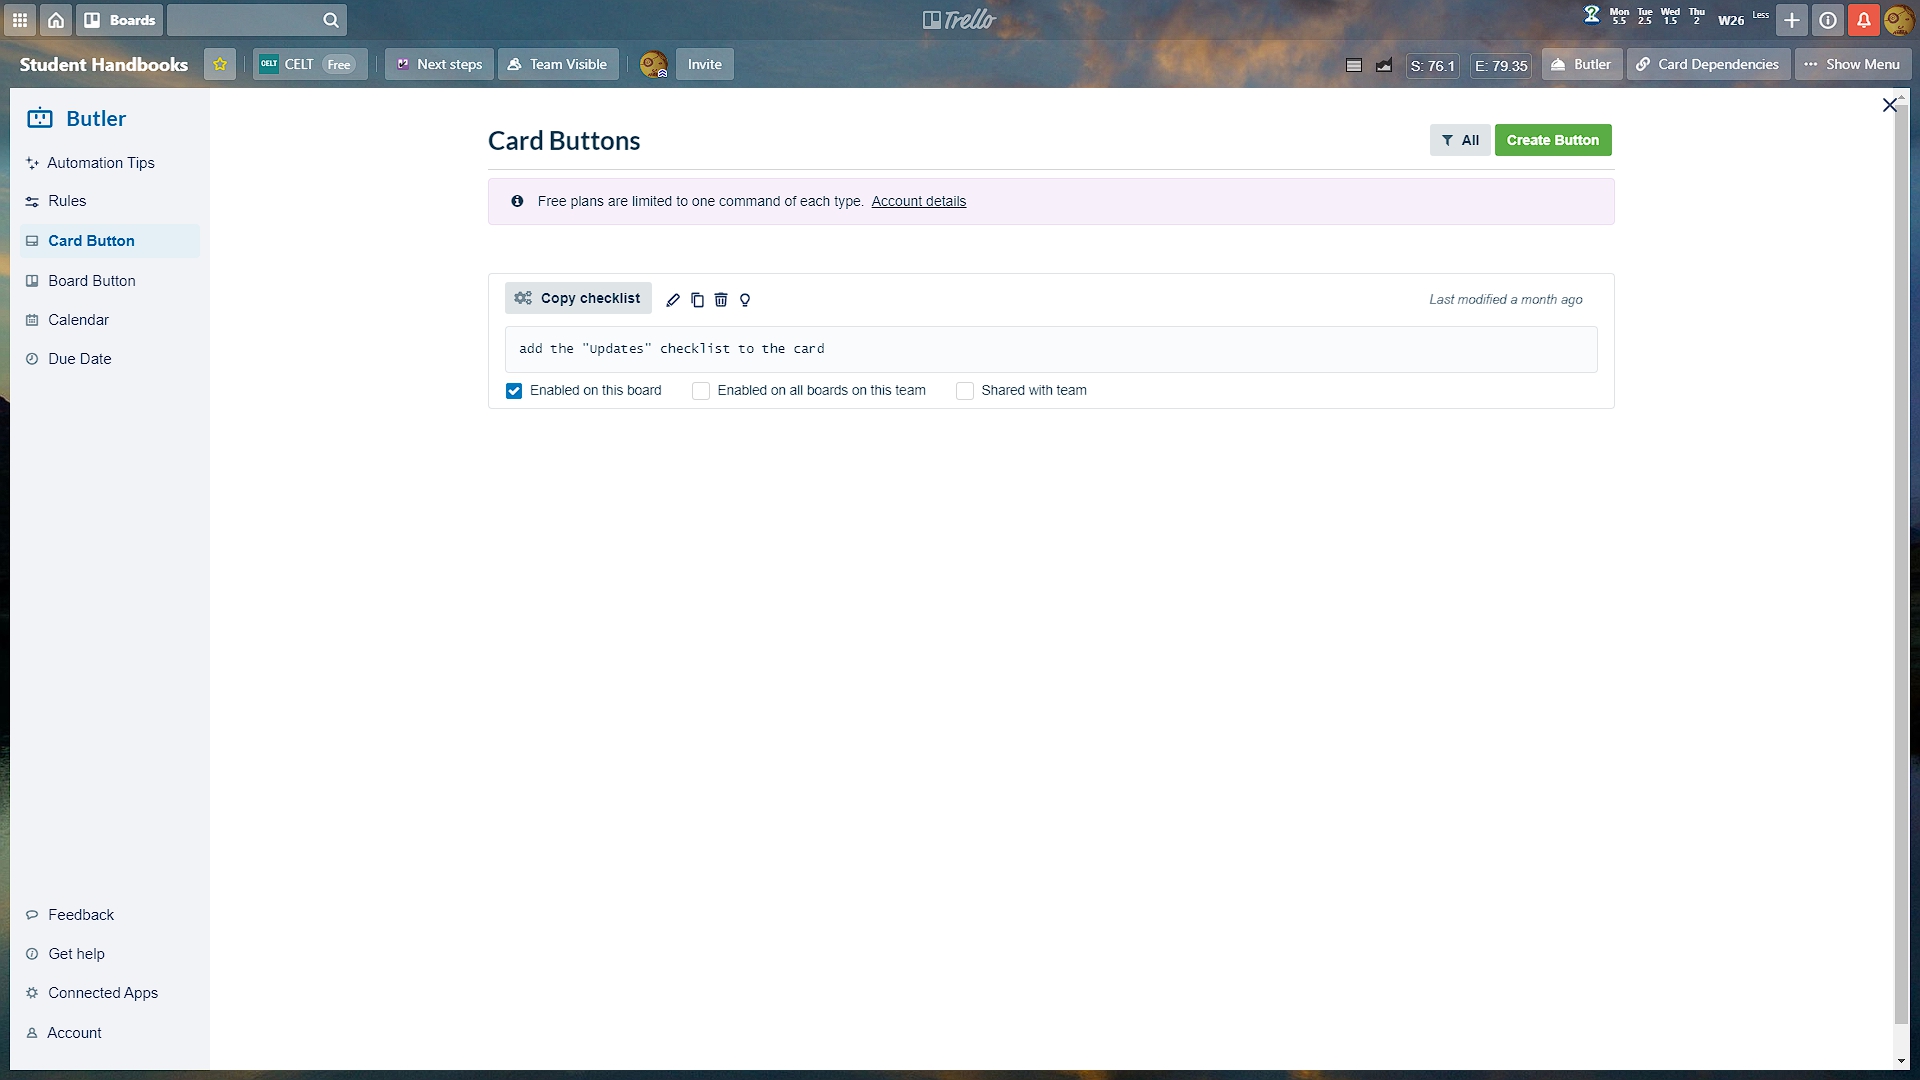 Boards
Trello
Mon Tue Wed Thu W26 Less
5.5 2.5 1.5 2
Student Handbooks
CELT CELT Free
Next steps
Team Visible
Invite
S: 76.1
E: 79.35
Butler
Card Dependencies
Show Menu
Butler
Automation Tips
Rules
Card Button
Board Button
Calendar
Due Date
Feedback
Get help
Connected Apps
Account
Card Buttons
All
Create Button
Free plans are limited to one command of each type. Account details
Copy checklist
Last modified a month ago
add the "Updates" checklist to the card
Enabled on this board
Enabled on all boards on this team
Shared with team